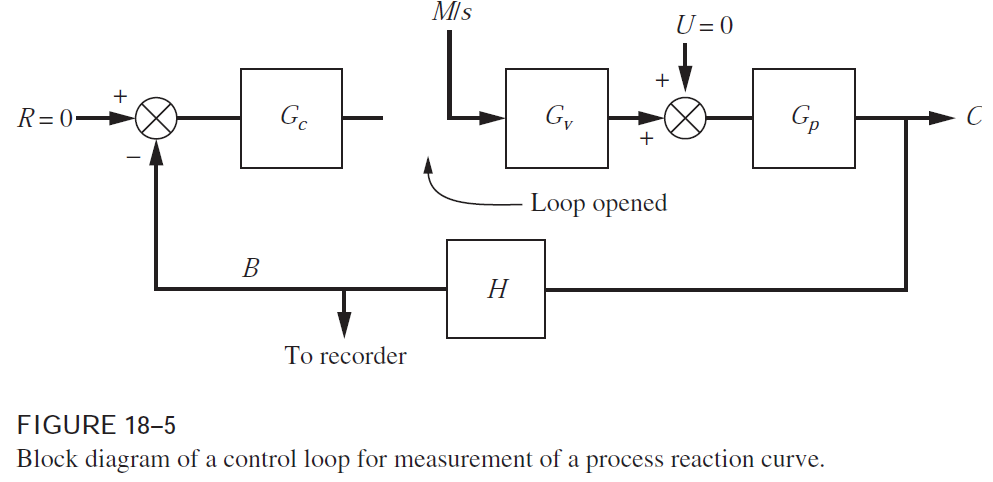 M/s
U = 0
+
+
R = 0
G_c
G_v
G_p
C
+
−
Loop opened
B
H
To recorder
FIGURE 18–5
Block diagram of a control loop for measurement of a process reaction curve.